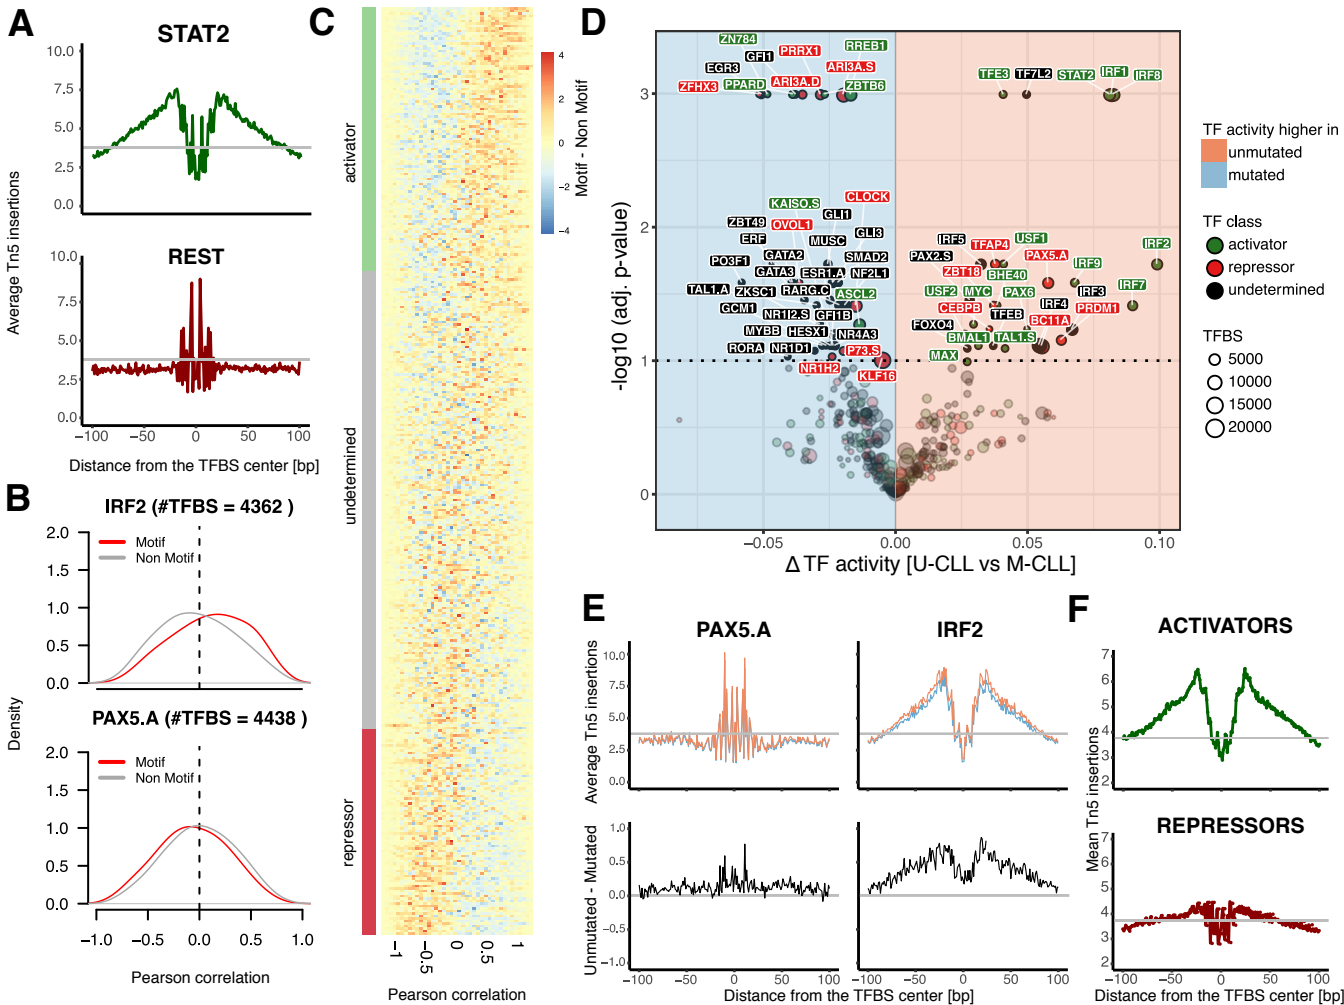 A
STAT2
10.0
7.5
5.0
2.5
0.0
REST
10.0
7.5
5.0
2.5
0.0
Average Tn5 insertions
−100
−50
0
50
100
Distance from the TFBS center [bp]
B
IRF2 (#TFBS = 4362 )
Motif
Non Motif
2.0
1.5
1.0
0.5
0.0
PAX5.A (#TFBS = 4438 )
Motif
Non Motif
2.0
1.5
1.0
0.5
0.0
Density
−1.0
−0.5
0.0
0.5
1.0
Pearson correlation
C
activator
undetermined
repressor
4
2
0
−2
−4
Motif - Non Motif
−1
−0.5
0
0.5
1
Pearson correlation
D
ZN784
GFI1
PRRX1
RREB1
EGR3
ARI3A.S
ZFHX3
PPARD
ARI3A.D
ZBTB6
TFE3
TF7L2
STAT2
IRF1
IRF8
KAISO.S
CLOCK
ZBT49
OVOL1
GLI1
ERF
MUSC
GLI3
PO3F1
GATA2
SMAD2
GATA3
ESR1.A
NF2L1
TAL1.A
ZKSC1
RARG.C
ASCL2
GCM1
NR1I2.S
GFI1B
MYBB
HESX1
NR4A3
RORA
NR1D1
P73.S
NR1H2
KLF16
IRF5
TFAP4
USF1
IRF2
PAX2.S
PAX5.A
ZBT18
BHE40
IRF9
USF2
MYC
PAX6
IRF3
IRF7
CEBPB
TFEB
IRF4
PRDM1
FOXO4
BC11A
BMAL1
TAL1.S
MAX
3
2
1
0
-log10 (adj. p-value)
−0.05
0.00
0.05
0.10
Δ TF activity [U-CLL vs M-CLL]
TF activity higher in
unmutated
mutated
TF class
activator
repressor
undetermined
TFBS
5000
10000
15000
20000
E
PAX5.A
IRF2
10.0
7.5
5.0
2.5
0.0
Average Tn5 insertions
1.0
0.5
0.0
−0.5
−1.0
Unmutated - Mutated
−100
−50
0
50
100
−100
−50
0
50
100
Distance from the TFBS center [bp]
F
ACTIVATORS
7
6
5
4
3
2
REPRESSORS
7
6
5
4
3
2
Mean Tn5 insertions
−100
−50
0
50
100
Distance from the TFBS center [bp]